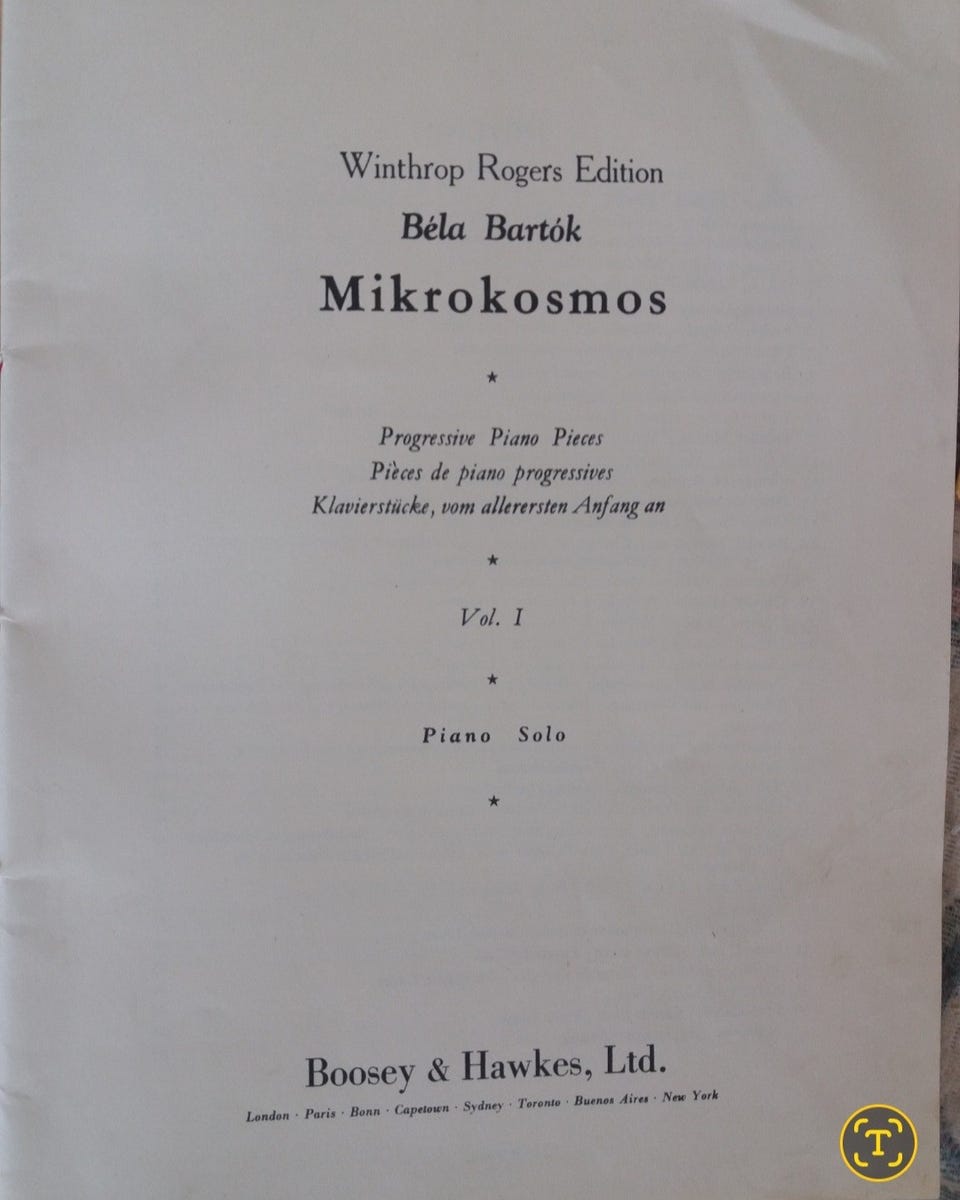 Winthrop Rogers Edition
Béla Bartók
Mikrokosmos
★
Progressive Piano Pieces
Pièces de piano progressives
Klavierstücke, vom allerersten Anfang an
★
Vol. I
★
Piano Solo
★
Boosey & Hawkes, Ltd.
London · Paris · Bonn · Capetown · Sydney · Toronto · Buenos Aires · New York
T